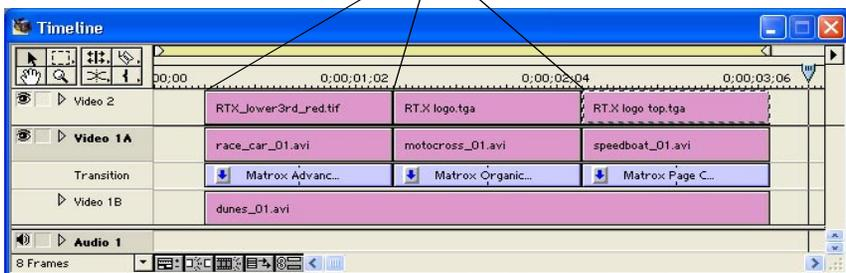 Timeline
00;00 0;00;01;02 0;00;02;04 0;00;03;06
Video 2 RTX_lower3rd_red.tif RT.X logo.tga RT.X logo top.tga
Video 1A race_car_01.avi motocross_01.avi speedboat_01.avi
Transition Matrox Advanc... Matrox Organic... Matrox Page C...
Video 1B dunes_01.avi
Audio 1
8 Frames